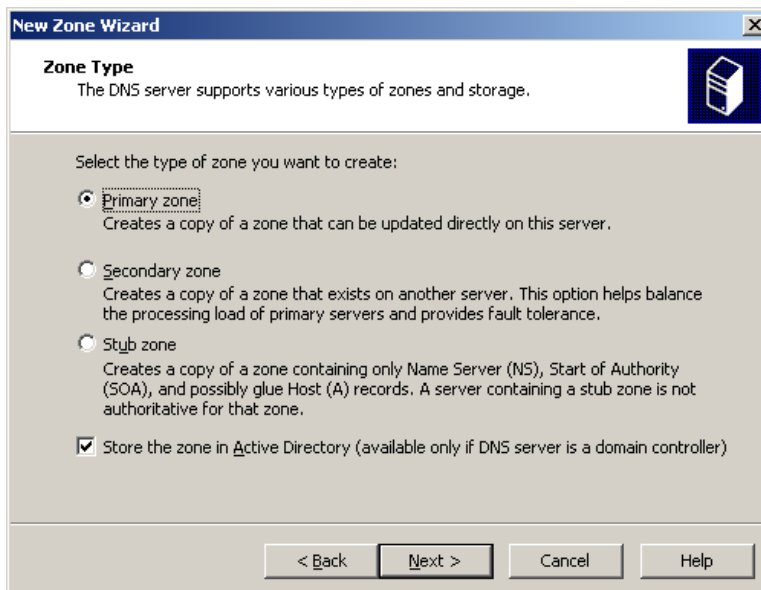 New Zone Wizard
Zone Type
The DNS server supports various types of zones and storage.
Select the type of zone you want to create:
Primary zone
Creates a copy of a zone that can be updated directly on this server.
Secondary zone
Creates a copy of a zone that exists on another server. This option helps balance
the processing load of primary servers and provides fault tolerance.
Stub zone
Creates a copy of a zone containing only Name Server (NS), Start of Authority
(SOA), and possibly glue Host (A) records. A server containing a stub zone is not
authoritative for that zone.
Store the zone in Active Directory (available only if DNS server is a domain controller)
< Back Next > Cancel Help